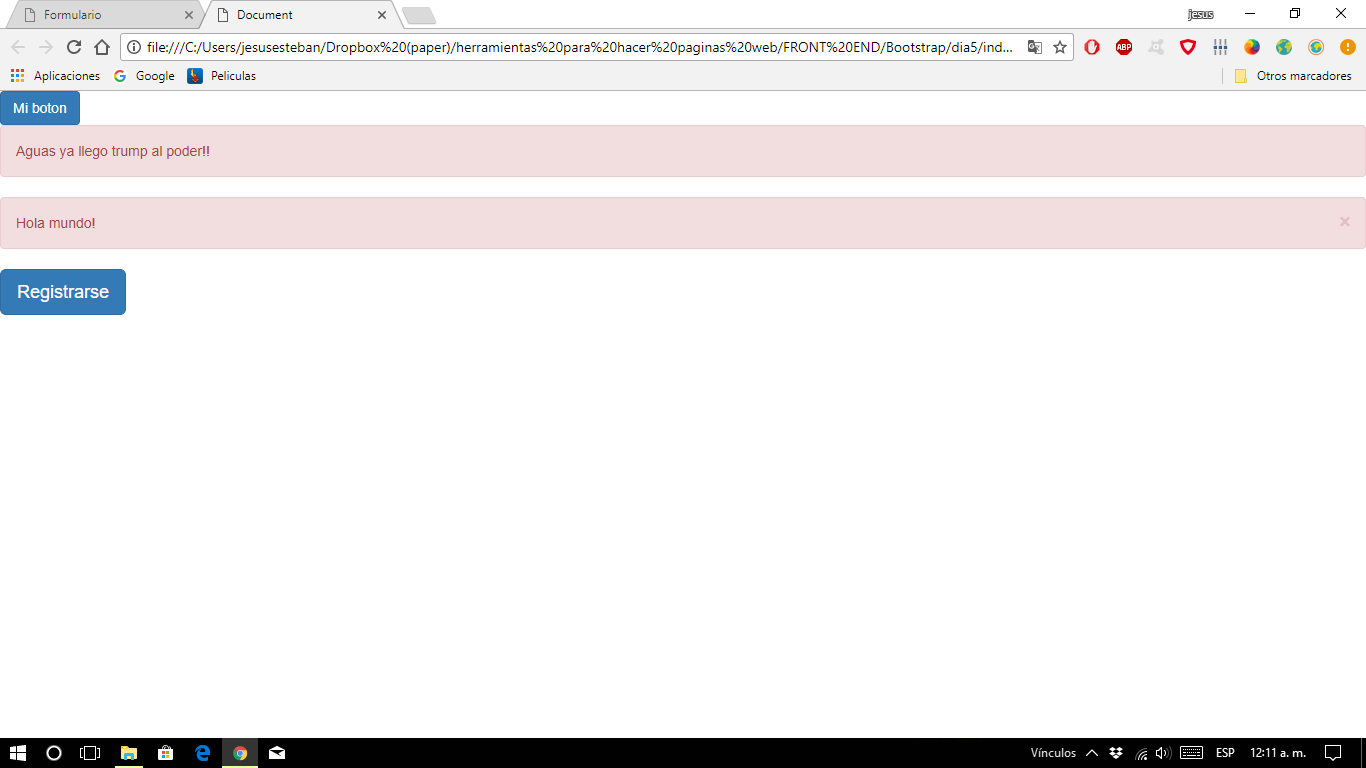 Formulario
Document
jesus
file:///C:/Users/jesusesteban/Dropbox%20(paper)/herramientas%20para%20hacer%20paginas%20web/FRONT%20END/Bootstrap/dia5/ind...
ABP
Aplicaciones
Google
Peliculas
Otros marcadores
Mi boton
Aguas ya llego trump al poder!!
Hola mundo!
×
Registrarse
Vínculos
ESP
12:11 a. m.